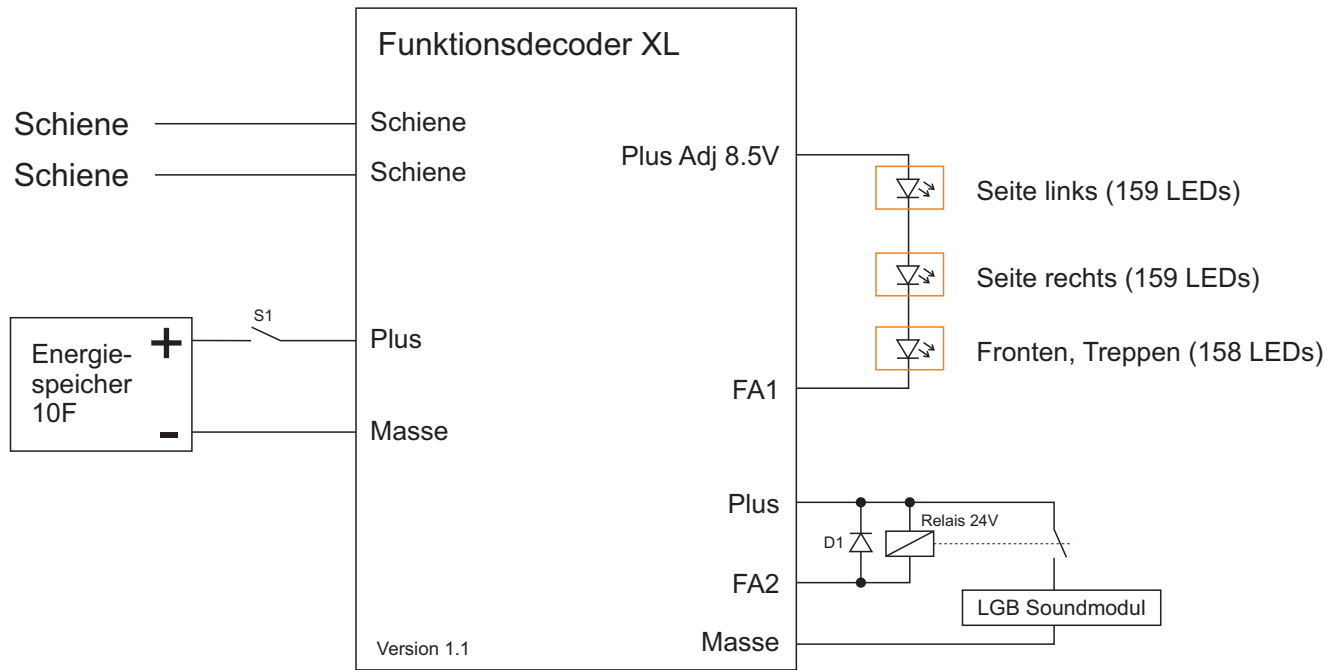 Funktionsdecoder XL
Schiene
Schiene
Schiene
Schiene
Plus Adj 8.5V
Seite links (159 LEDs)
Seite rechts (159 LEDs)
Fronten, Treppen (158 LEDs)
FA1
S1
Plus
Masse
+
-
Energie-
speicher
10F
Plus
Relais 24V
D1
FA2
LGB Soundmodul
Masse
Version 1.1